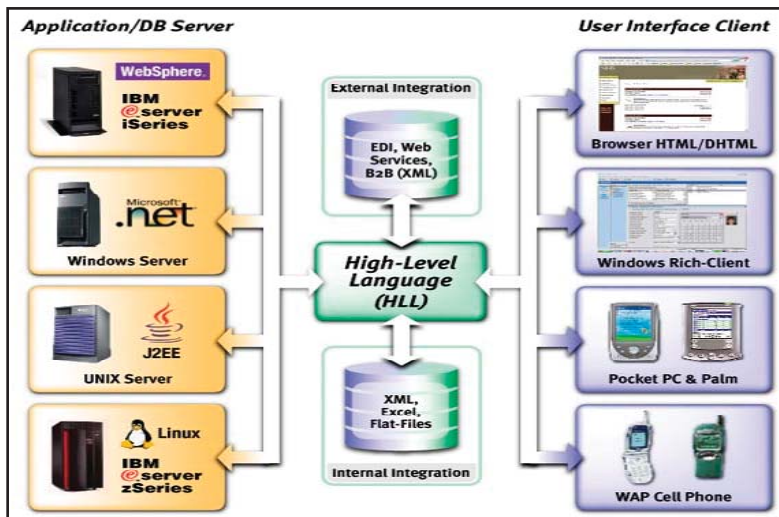 Application/DB Server
WebSphere.
IBM
e server
iSeries
Microsoft
.net
Windows Server
J2EE
UNIX Server
Linux
IBM
e server
zSeries
External Integration
EDI, Web
Services,
B2B (XML)
High-Level
Language
(HLL)
XML,
Excel,
Flat-Files
Internal Integration
User Interface Client
Browser HTML/DHTML
Windows Rich-Client
Pocket PC & Palm
WAP Cell Phone